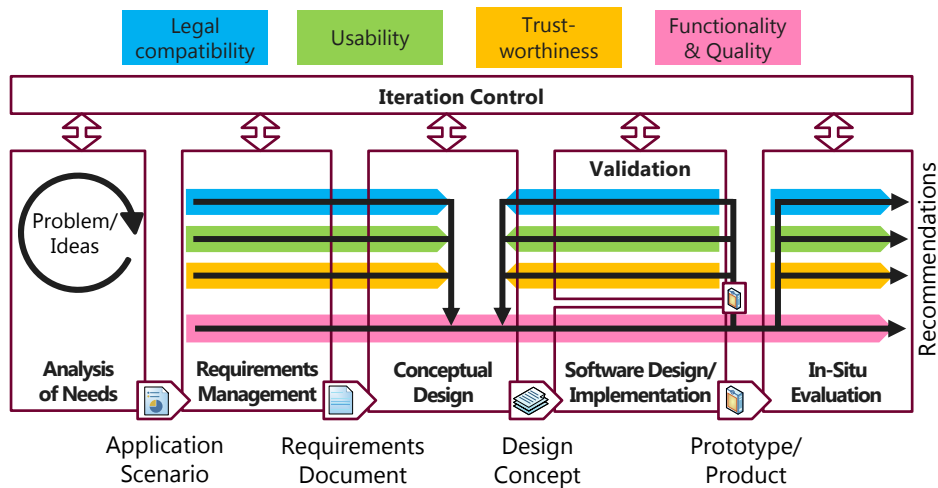 Legal
compatibility
Usability
Trust-
worthiness
Functionality
& Quality
Iteration Control
Validation
Problem/
Ideas
Recommendations
Analysis
of Needs
Requirements
Management
Conceptual
Design
Software Design/
Implementation
In-Situ
Evaluation
Application
Scenario
Requirements
Document
Design
Concept
Prototype/
Product